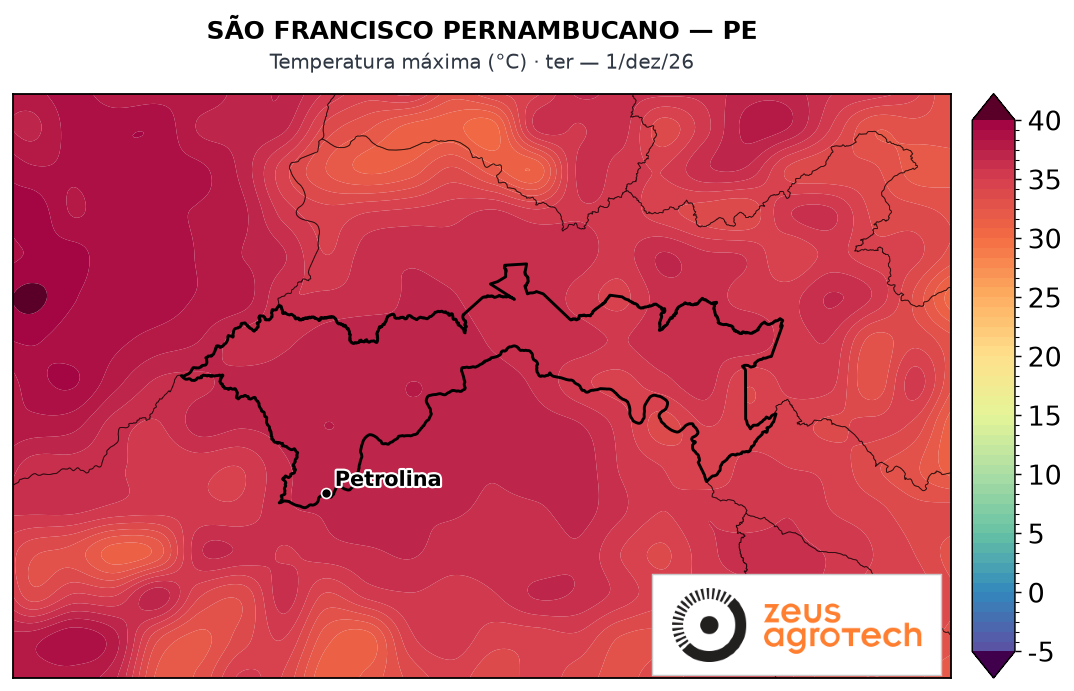 SÃO FRANCISCO PERNAMBUCANO — PE
Temperatura máxima (°C) · ter — 1/dez/26
40
35
30
25
20
15
10
5
0
-5
Petrolina
zeus
agrotech